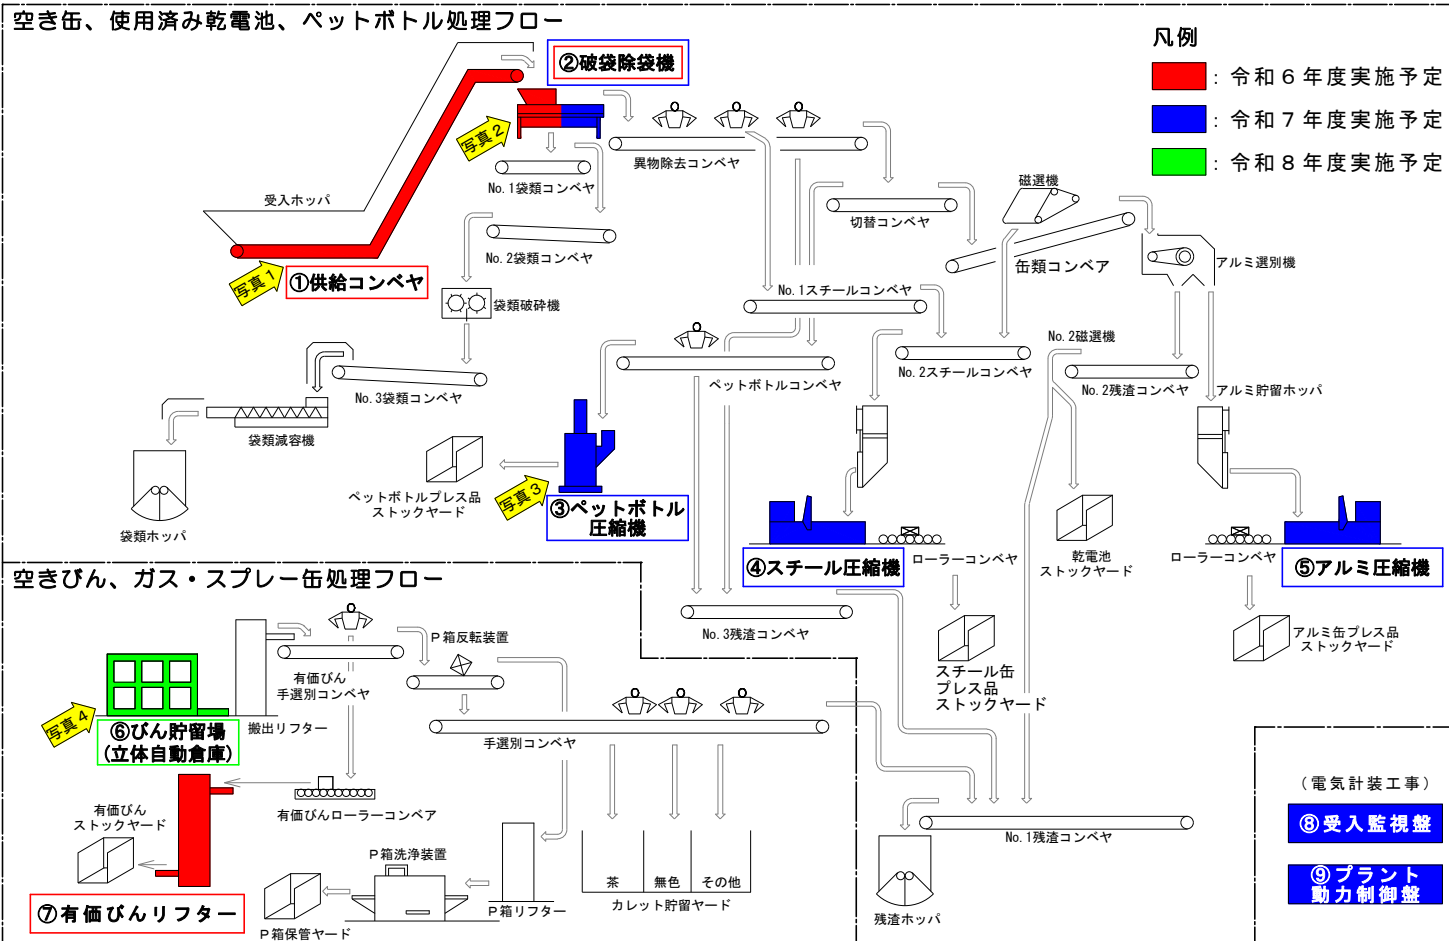 空き缶、使用済み乾電池、ペットボトル処理フロー
凡例
：令和６年度実施予定
：令和７年度実施予定
：令和８年度実施予定
②破袋除袋機
写真２
No.1袋類コンベヤ
異物除去コンベヤ
磁選機
受入ホッパ
切替コンベヤ
No.2袋類コンベヤ
缶類コンベア
アルミ選別機
写真１
①供給コンベヤ
袋類破砕機
No.1スチールコンベヤ
No.2磁選機
No.2スチールコンベヤ
ペットボトルコンベヤ
No.2残渣コンベヤ
アルミ貯留ホッパ
No.3袋類コンベヤ
袋類減容機
ペットボトルプレス品
ストックヤード
写真３
③ペットボトル
圧縮機
袋類ホッパ
④スチール圧縮機
ローラーコンベヤ
乾電池
ストックヤード
ローラーコンベヤ
⑤アルミ圧縮機
No.3残渣コンベヤ
スチール缶
プレス品
ストックヤード
アルミ缶プレス品
ストックヤード
空きびん、ガス・スプレー缶処理フロー
Ｐ箱反転装置
有価びん
手選別コンベヤ
写真４
⑥びん貯留場
(立体自動倉庫)
搬出リフター
手選別コンベヤ
有価びん
ストックヤード
有価びんローラーコンベア
⑦有価びんリフター
Ｐ箱洗浄装置
Ｐ箱保管ヤード
Ｐ箱リフター
茶
無色
その他
カレット貯留ヤード
No.1残渣コンベヤ
残渣ホッパ
（電気計装工事）
⑧受入監視盤
⑨プラント
動力制御盤